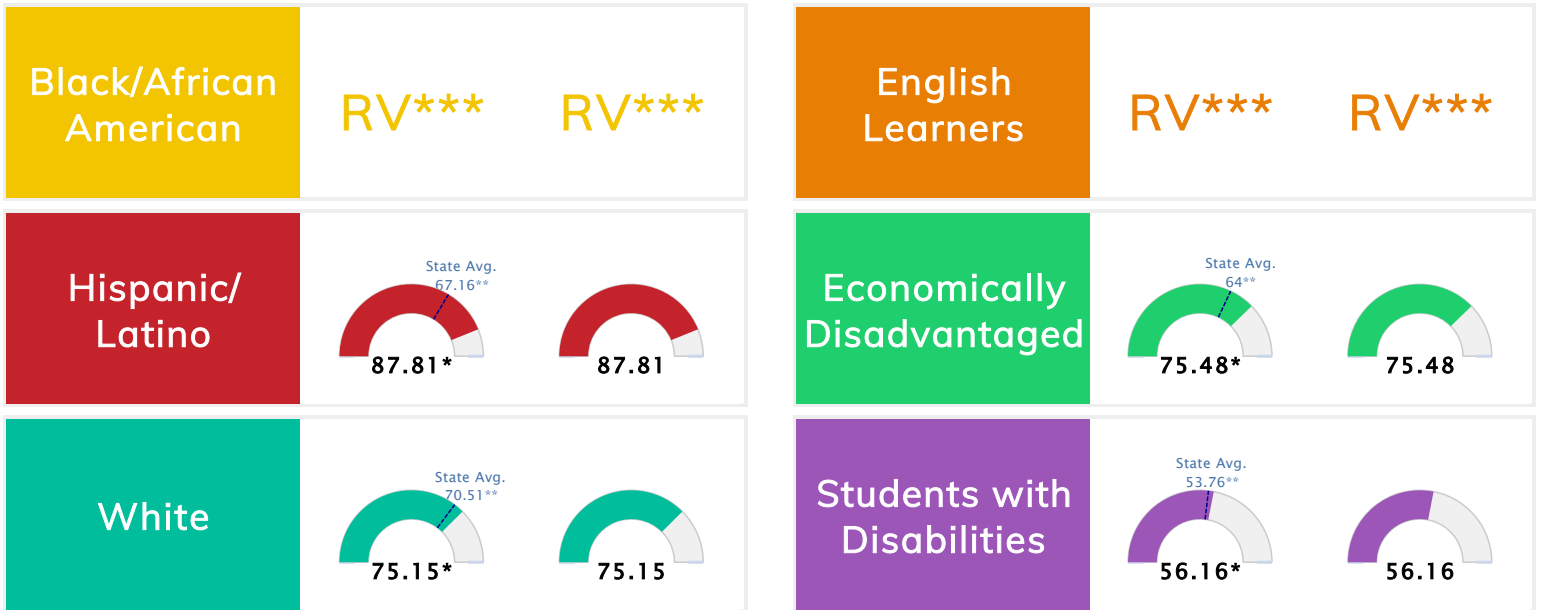 Black/African
American
RV***
RV***
English
Learners
RV***
RV***
Hispanic/
Latino
State Avg.
67.16**
87.81*
87.81
Economically
Disadvantaged
State Avg.
64**
75.48*
75.48
White
State Avg.
70.51**
75.15*
75.15
Students with
Disabilities
State Avg.
53.76**
56.16*
56.16